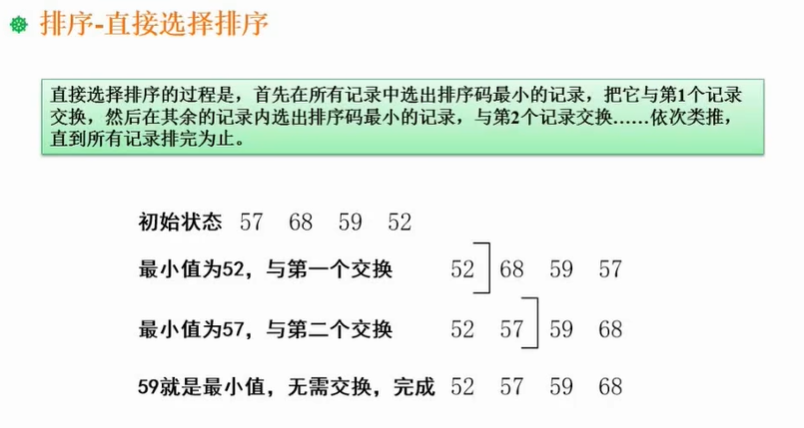 排序-直接选择排序
直接选择排序的过程是，首先在所有记录中选出排序码最小的记录，把它与第1个记录
交换，然后在其余的记录内选出排序码最小的记录，与第2个记录交换……依次类推，
直到所有记录排完为止。
初始状态 57 68 59 52
最小值为52，与第一个交换 52 68 59 57
最小值为57，与第二个交换 52 57 59 68
59就是最小值，无需交换，完成 52 57 59 68